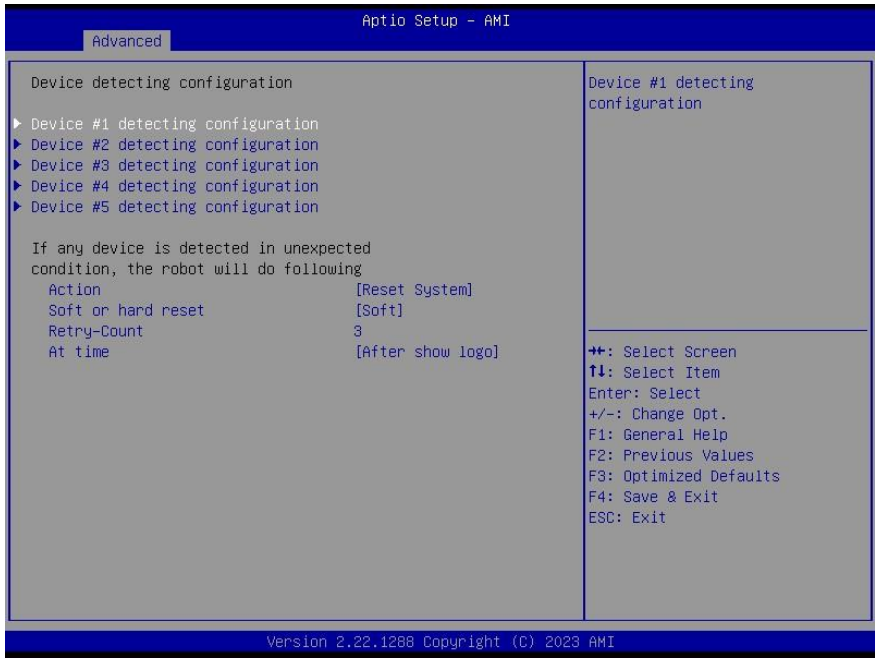 Aptio Setup – AMI
Advanced
Device detecting configuration
▶ Device #1 detecting configuration
▶ Device #2 detecting configuration
▶ Device #3 detecting configuration
▶ Device #4 detecting configuration
▶ Device #5 detecting configuration
If any device is detected in unexpected
condition, the robot will do following
Action [Reset System]
Soft or hard reset [Soft]
Retry-Count 3
At time [After show logo]
Device #1 detecting
configuration
→←: Select Screen
↑↓: Select Item
Enter: Select
+/-: Change Opt.
F1: General Help
F2: Previous Values
F3: Optimized Defaults
F4: Save & Exit
ESC: Exit
Version 2.22.1288 Copyright (C) 2023 AMI